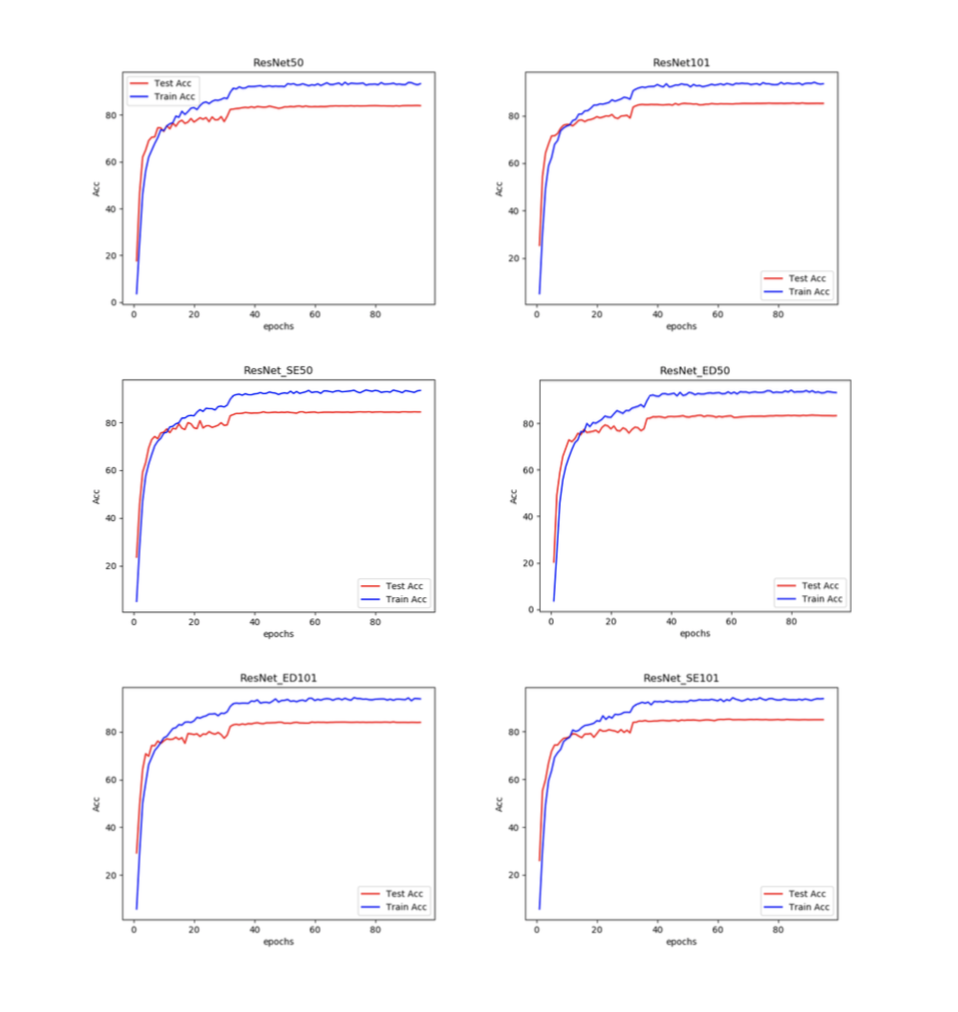 ResNet50
Test Acc
Train Acc
80
60
40
20
0
Acc
0 20 40 60 80
epochs
ResNet101
80
60
40
20
Acc
Test Acc
Train Acc
0 20 40 60 80
epochs
ResNet_SE50
80
60
40
20
Acc
Test Acc
Train Acc
0 20 40 60 80
epochs
ResNet_ED50
80
60
40
20
0
Acc
Test Acc
Train Acc
0 20 40 60 80
epochs
ResNet_ED101
80
60
40
20
Acc
Test Acc
Train Acc
0 20 40 60 80
epochs
ResNet_SE101
80
60
40
20
Acc
Test Acc
Train Acc
0 20 40 60 80
epochs